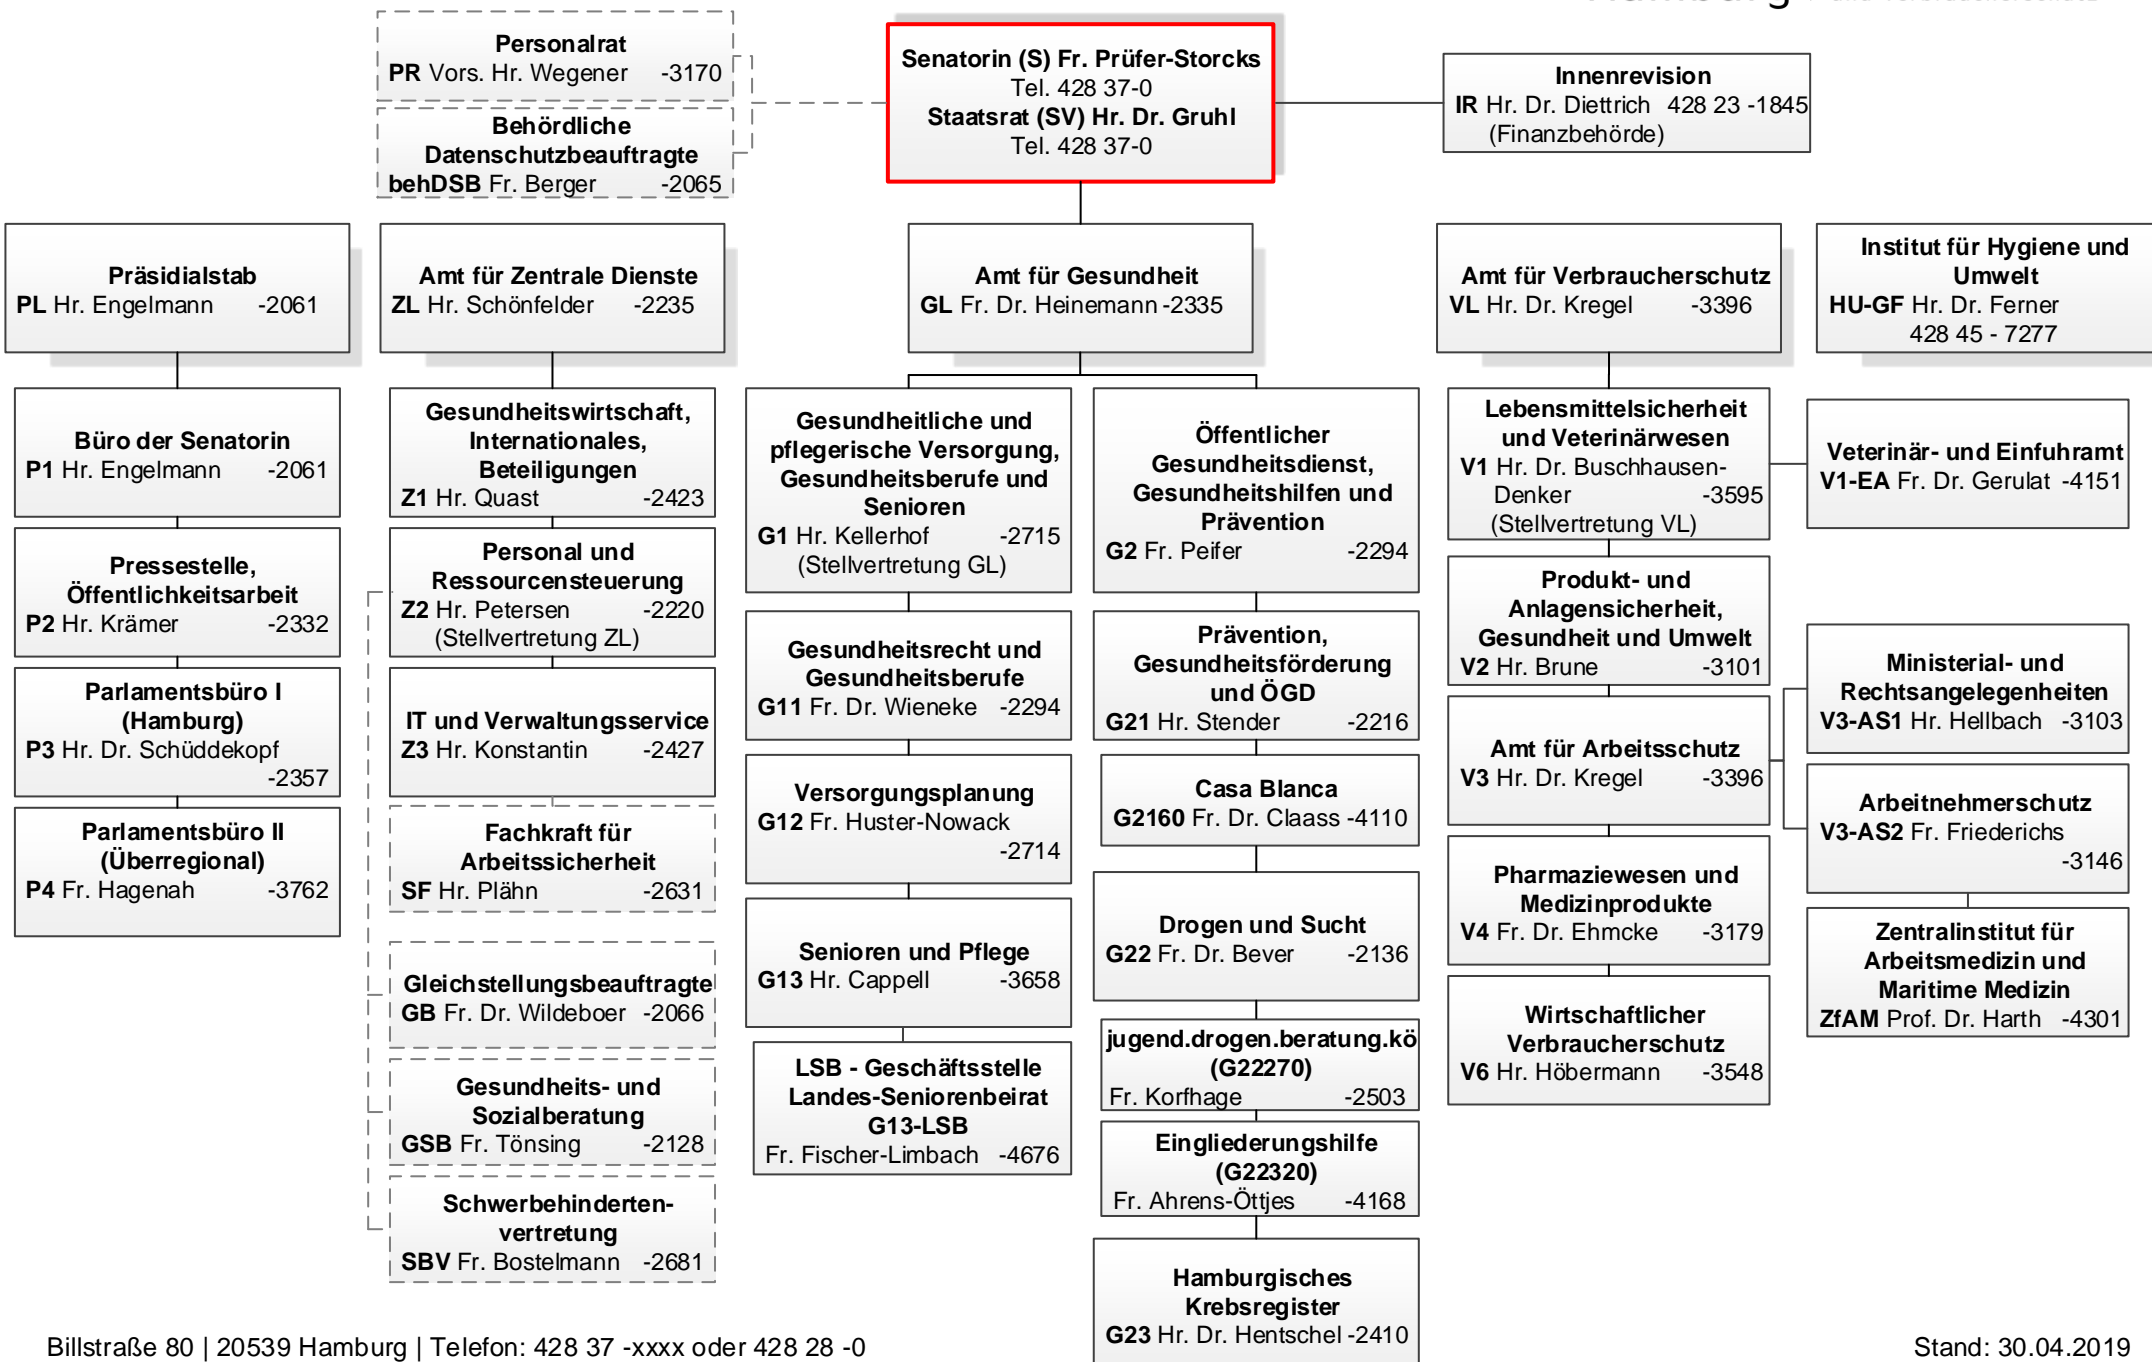 Personalrat
PR Vors. Hr. Wegener -3170
Behördliche
Datenschutzbeauftragte
behDSB Fr. Berger -2065
Senatorin (S) Fr. Prüfer-Storcks
Tel. 428 37-0
Staatsrat (SV) Hr. Dr. Gruhl
Tel. 428 37-0
Innenrevision
IR Hr. Dr. Diettrich 428 23 -1845
(Finanzbehörde)
Präsidialstab
PL Hr. Engelmann -2061
Amt für Zentrale Dienste
ZL Hr. Schönfelder -2235
Amt für Gesundheit
GL Fr. Dr. Heinemann -2335
Amt für Verbraucherschutz
VL Hr. Dr. Kregel -3396
Institut für Hygiene und
Umwelt
HU-GF Hr. Dr. Ferner
428 45 - 7277
Büro der Senatorin
P1 Hr. Engelmann -2061
Pressestelle,
Öffentlichkeitsarbeit
P2 Hr. Krämer -2332
Parlamentsbüro I
(Hamburg)
P3 Hr. Dr. Schüddekopf
-2357
Parlamentsbüro II
(Überregional)
P4 Fr. Hagenah -3762
Gesundheitswirtschaft,
Internationales,
Beteiligungen
Z1 Hr. Quast -2423
Personal und
Ressourcensteuerung
Z2 Hr. Petersen -2220
(Stellvertretung ZL)
IT und Verwaltungsservice
Z3 Hr. Konstantin -2427
Fachkraft für
Arbeitssicherheit
SF Hr. Plähn -2631
Gleichstellungsbeauftragte
GB Fr. Dr. Wildeboer -2066
Gesundheits- und
Sozialberatung
GSB Fr. Tönsing -2128
Schwerbehinderten-
vertretung
SBV Fr. Bostelmann -2681
Gesundheitliche und
pflegerische Versorgung,
Gesundheitsberufe und
Senioren
G1 Hr. Kellerhof -2715
(Stellvertretung GL)
Gesundheitsrecht und
Gesundheitsberufe
G11 Fr. Dr. Wieneke -2294
Versorgungsplanung
G12 Fr. Huster-Nowack
-2714
Senioren und Pflege
G13 Hr. Cappell -3658
LSB - Geschäftsstelle
Landes-Seniorenbeirat
G13-LSB
Fr. Fischer-Limbach -4676
Öffentlicher
Gesundheitsdienst,
Gesundheitshilfen und
Prävention
G2 Fr. Peifer -2294
Prävention,
Gesundheitsförderung
und ÖGD
G21 Hr. Stender -2216
Casa Blanca
G2160 Fr. Dr. Claass -4110
Drogen und Sucht
G22 Fr. Dr. Bever -2136
jugend.drogen.beratung.kö
(G22270)
Fr. Korfhage -2503
Eingliederungshilfe
(G22320)
Fr. Ahrens-Öttjes -4168
Hamburgisches
Krebsregister
G23 Hr. Dr. Hentschel -2410
Lebensmittelsicherheit
und Veterinärwesen
V1 Hr. Dr. Buschhausen-
Denker -3595
(Stellvertretung VL)
Produkt- und
Anlagensicherheit,
Gesundheit und Umwelt
V2 Hr. Brune -3101
Amt für Arbeitsschutz
V3 Hr. Dr. Kregel -3396
Pharmaziewesen und
Medizinprodukte
V4 Fr. Dr. Ehmcke -3179
Wirtschaftlicher
Verbraucherschutz
V6 Hr. Höbermann -3548
Veterinär- und Einfuhramt
V1-EA Fr. Dr. Gerulat -4151
Ministerial- und
Rechtsangelegenheiten
V3-AS1 Hr. Hellbach -3103
Arbeitnehmerschutz
V3-AS2 Fr. Friederichs
-3146
Zentralinstitut für
Arbeitsmedizin und
Maritime Medizin
ZfAM Prof. Dr. Harth -4301
Billstraße 80 | 20539 Hamburg | Telefon: 428 37 -xxxx oder 428 28 -0
Stand: 30.04.2019